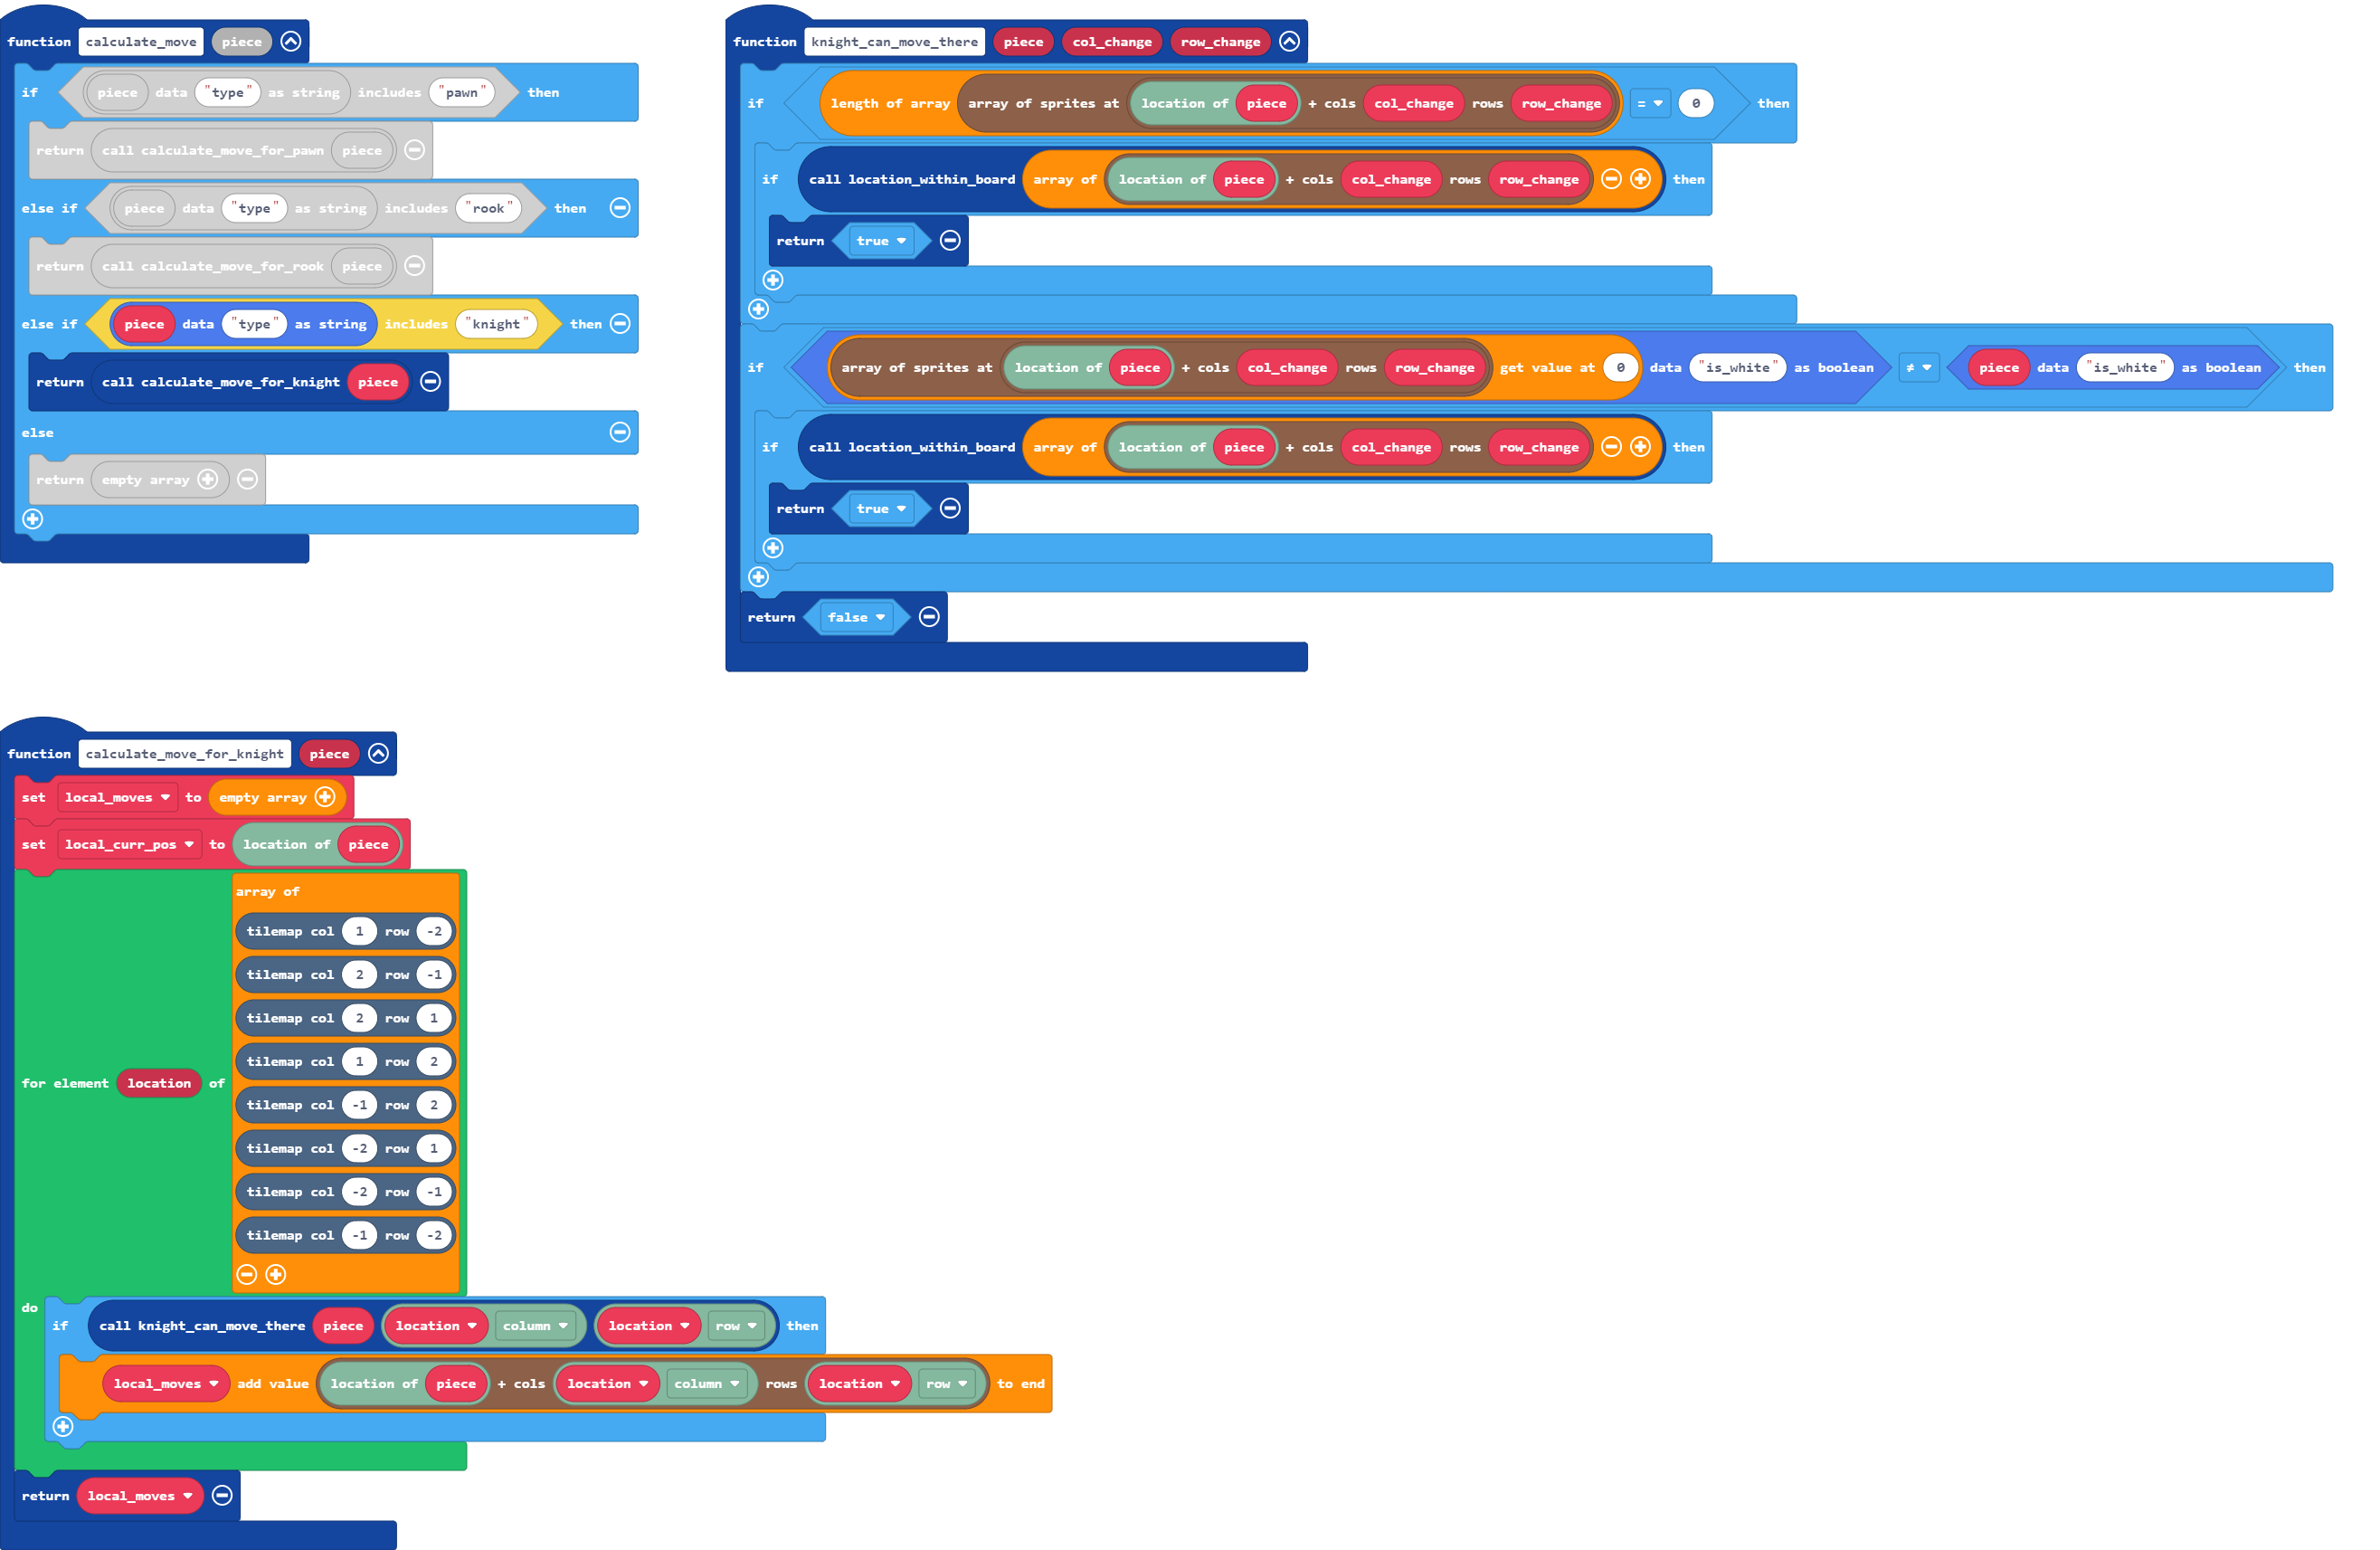 function calculate_move piece
if piece data "type" as string includes "pawn" then
return call calculate_move_for_pawn piece
else if piece data "type" as string includes "rook" then
return call calculate_move_for_rook piece
else if piece data "type" as string includes "knight" then
return call calculate_move_for_knight piece
else
return empty array
function knight_can_move_there piece col_change row_change
if length of array array of sprites at location of piece + cols col_change rows row_change = 0 then
if call location_within_board array of location of piece + cols col_change rows row_change then
return true
if array of sprites at location of piece + cols col_change rows row_change get value at 0 data "is_white" as boolean ≠ piece data "is_white" as boolean then
if call location_within_board array of location of piece + cols col_change rows row_change then
return true
return false
function calculate_move_for_knight piece
set local_moves to empty array
set local_curr_pos to location of piece
for element location of
array of
tilemap col 1 row -2
tilemap col 2 row -1
tilemap col 2 row 1
tilemap col 1 row 2
tilemap col -1 row 2
tilemap col -2 row 1
tilemap col -2 row -1
tilemap col -1 row -2
do
if call knight_can_move_there piece location column location row then
local_moves add value location of piece + cols location column rows location row to end
return local_moves